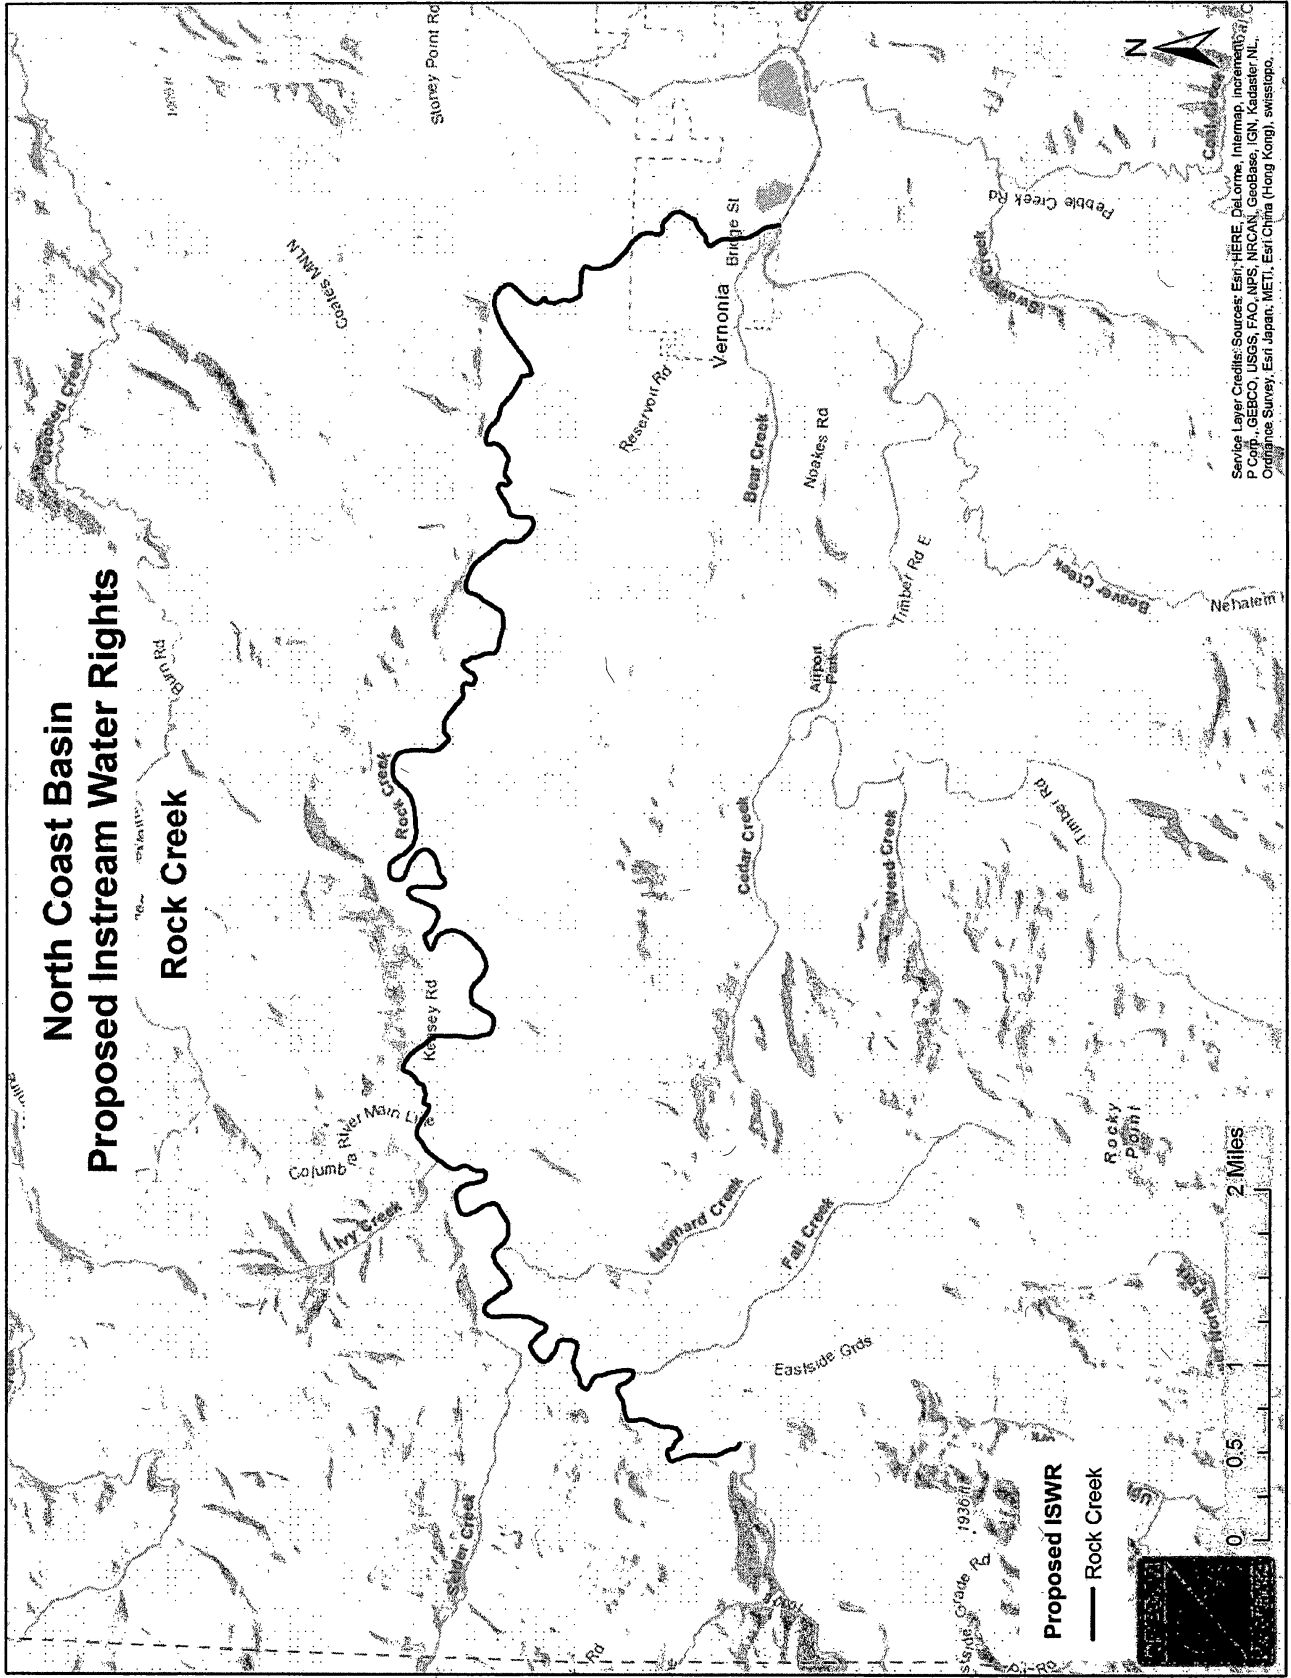 North Coast Basin
Proposed Instream Water Rights
Rock Creek
Crooked Creek
Coates MNLN
Storey Point Rd
Burn Rd
Columbia River Main Line
Ivy Creek
Kelsey Rd
Rock Creek
Reservoir Rd
Vernonia
Bridge St
Bear Creek
Noakes Rd
Timber Rd E
Airport Park
Cedar Creek
Weed Creek
Timber Rd
Beaver Creek
Pebble Creek Rd
Coal Creek
Maynard Creek
Fall Creek
Eastside Grds
Selder Creek
Rocky
Point
1936 ft
Rd
N
Proposed ISWR
Rock Creek
0 0.5 1 2 Miles
Service Layer Credits: Sources: Esri, HERE, DeLorme, Intermap, increment
P Corp., GEBCO, USGS, FAO, NPS, NRCAN, GeoBase, IGN, Kadaster NL,
Ordnance Survey, Esri Japan, METI, Esri China (Hong Kong), swisstopo,